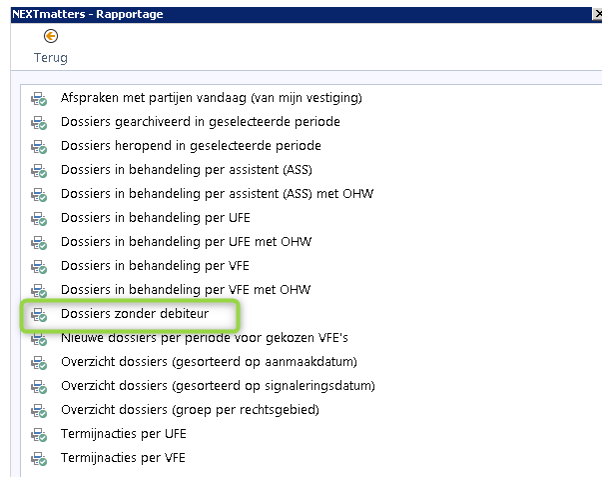 NEXTmatters - Rapportage
Terug
Afspraken met partijen vandaag (van mijn vestiging)
Dossiers gearchiveerd in geselecteerde periode
Dossiers heropend in geselecteerde periode
Dossiers in behandeling per assistent (ASS)
Dossiers in behandeling per assistent (ASS) met OHW
Dossiers in behandeling per UFE
Dossiers in behandeling per UFE met OHW
Dossiers in behandeling per VFE
Dossiers in behandeling per VFE met OHW
Dossiers zonder debiteur
Nieuwe dossiers per periode voor gekozen VFE's
Overzicht dossiers (gesorteerd op aanmaakdatum)
Overzicht dossiers (gesorteerd op signaleringsdatum)
Overzicht dossiers (groep per rechtsgebied)
Termijnacties per UFE
Termijnacties per VFE